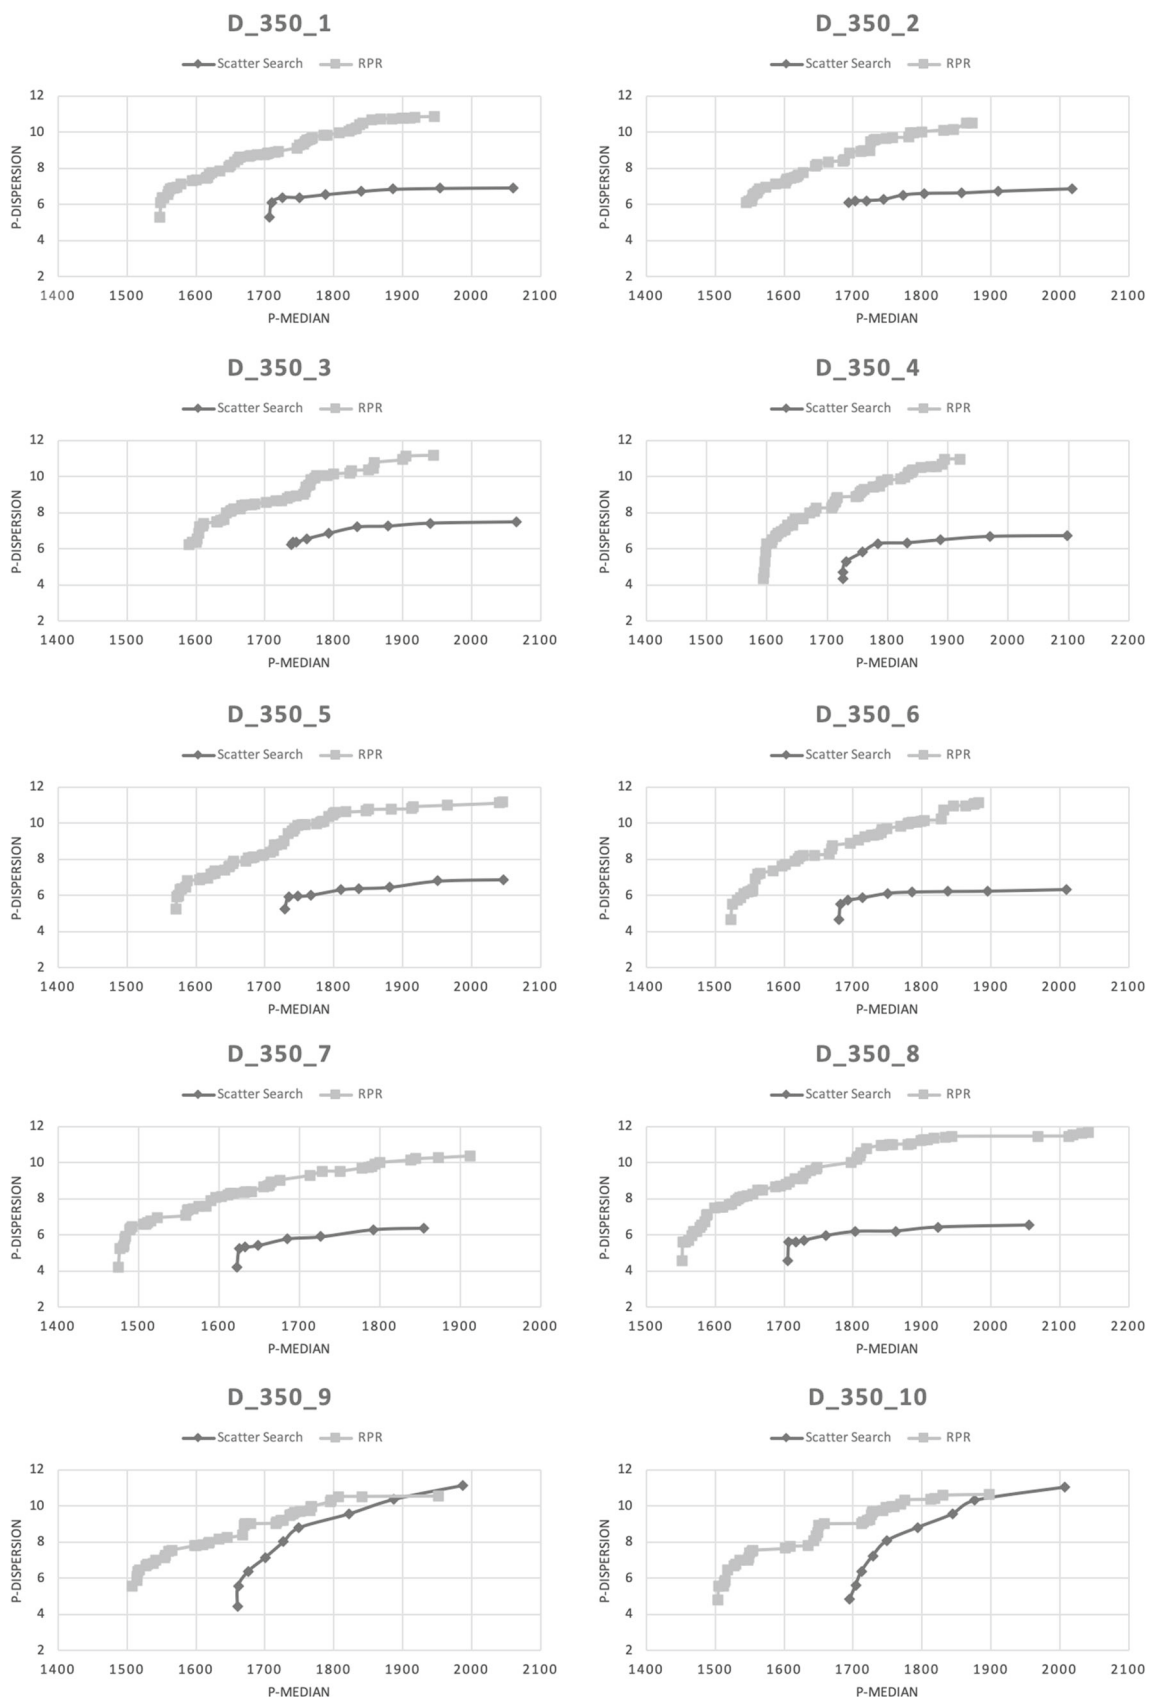 D_350_1
Scatter Search RPR
P-DISPERSION
12
10
8
6
4
2
1400 1500 1600 1700 1800 1900 2000 2100
P-MEDIAN
D_350_2
Scatter Search RPR
P-DISPERSION
12
10
8
6
4
2
1400 1500 1600 1700 1800 1900 2000 2100
P-MEDIAN
D_350_3
Scatter Search RPR
P-DISPERSION
12
10
8
6
4
2
1400 1500 1600 1700 1800 1900 2000 2100
P-MEDIAN
D_350_4
Scatter Search RPR
P-DISPERSION
12
10
8
6
4
2
1400 1500 1600 1700 1800 1900 2000 2100 2200
P-MEDIAN
D_350_5
Scatter Search RPR
P-DISPERSION
12
10
8
6
4
2
1400 1500 1600 1700 1800 1900 2000 2100
P-MEDIAN
D_350_6
Scatter Search RPR
P-DISPERSION
12
10
8
6
4
2
1400 1500 1600 1700 1800 1900 2000 2100
P-MEDIAN
D_350_7
Scatter Search RPR
P-DISPERSION
12
10
8
6
4
2
1400 1500 1600 1700 1800 1900 2000
P-MEDIAN
D_350_8
Scatter Search RPR
P-DISPERSION
12
10
8
6
4
2
1400 1500 1600 1700 1800 1900 2000 2100 2200
P-MEDIAN
D_350_9
Scatter Search RPR
P-DISPERSION
12
10
8
6
4
2
1400 1500 1600 1700 1800 1900 2000 2100
P-MEDIAN
D_350_10
Scatter Search RPR
P-DISPERSION
12
10
8
6
4
2
1400 1500 1600 1700 1800 1900 2000 2100
P-MEDIAN